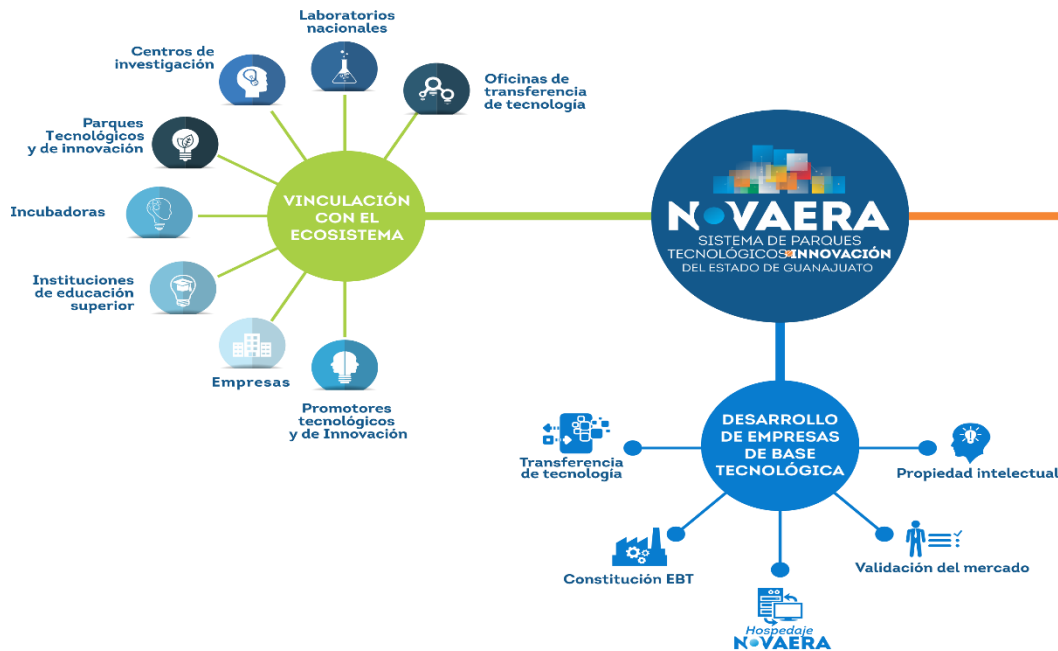 Laboratorios
nacionales
Centros de
investigación
Oficinas de
transferencia
de tecnología
Parques
Tecnológicos
y de innovación
Incubadoras
Instituciones
de educación
superior
Empresas
Promotores
tecnológicos
y de Innovación
VINCULACIÓN
CON EL
ECOSISTEMA
NOVAERA
SISTEMA DE PARQUES
TECNOLÓGICOS INNOVACIÓN
DEL ESTADO DE GUANAJUATO
DESARROLLO
DE EMPRESAS
DE BASE
TECNOLÓGICA
Transferencia
de tecnología
Propiedad intelectual
Constitución EBT
Validación del mercado
Hospedaje
NOVAERA